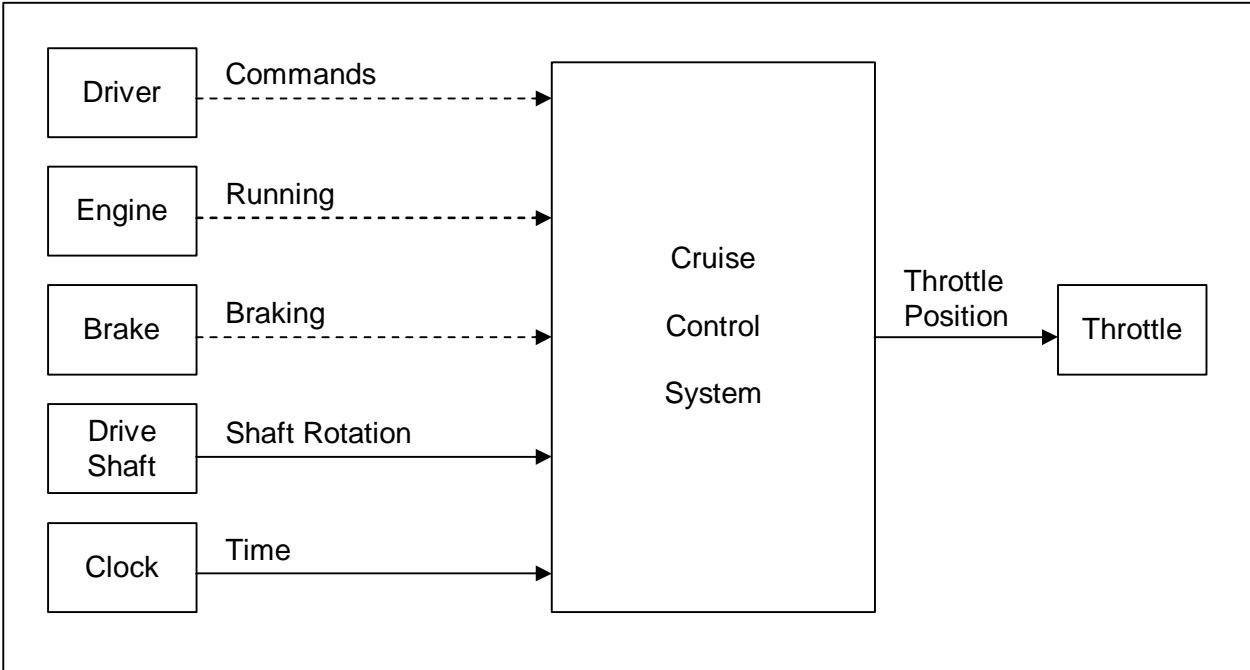 Driver
Commands
Engine
Running
Brake
Braking
Drive
Shaft
Shaft Rotation
Clock
Time
Cruise
Control
System
Throttle
Position
Throttle